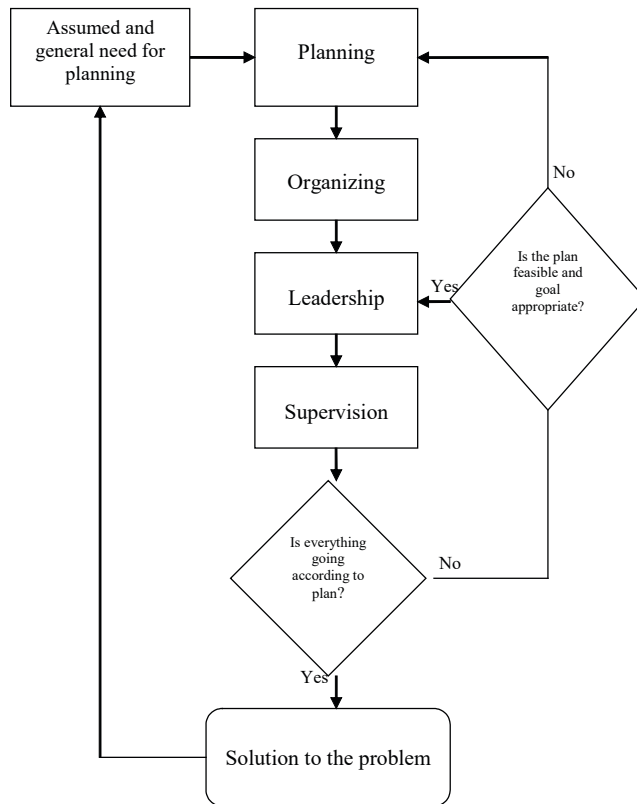 Assumed and
general need for
planning
Planning
No
Organizing
Is the plan
feasible and
goal
appropriate?
Yes
Leadership
Supervision
Is everything
going
according to
plan?
No
Yes
Solution to the problem